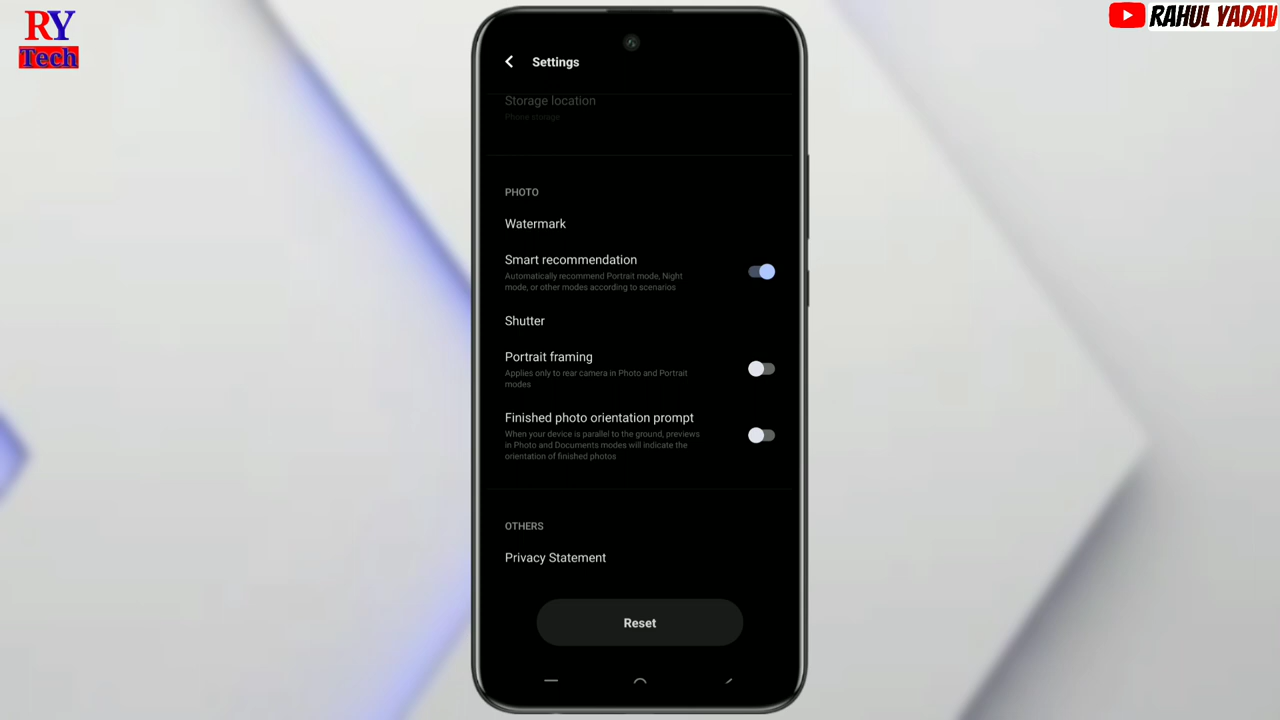 RY
Tech
RAHUL YADAV
Settings
Storage location
Phone storage
PHOTO
Watermark
Smart recommendation
Automatically recommend Portrait mode, Night
mode, or other modes according to scenarios
Shutter
Portrait framing
Applies only to rear camera in Photo and Portrait
modes
Finished photo orientation prompt
When your device is parallel to the ground, previews
in Photo and Documents modes will indicate the
orientation of finished photos
OTHERS
Privacy Statement
Reset